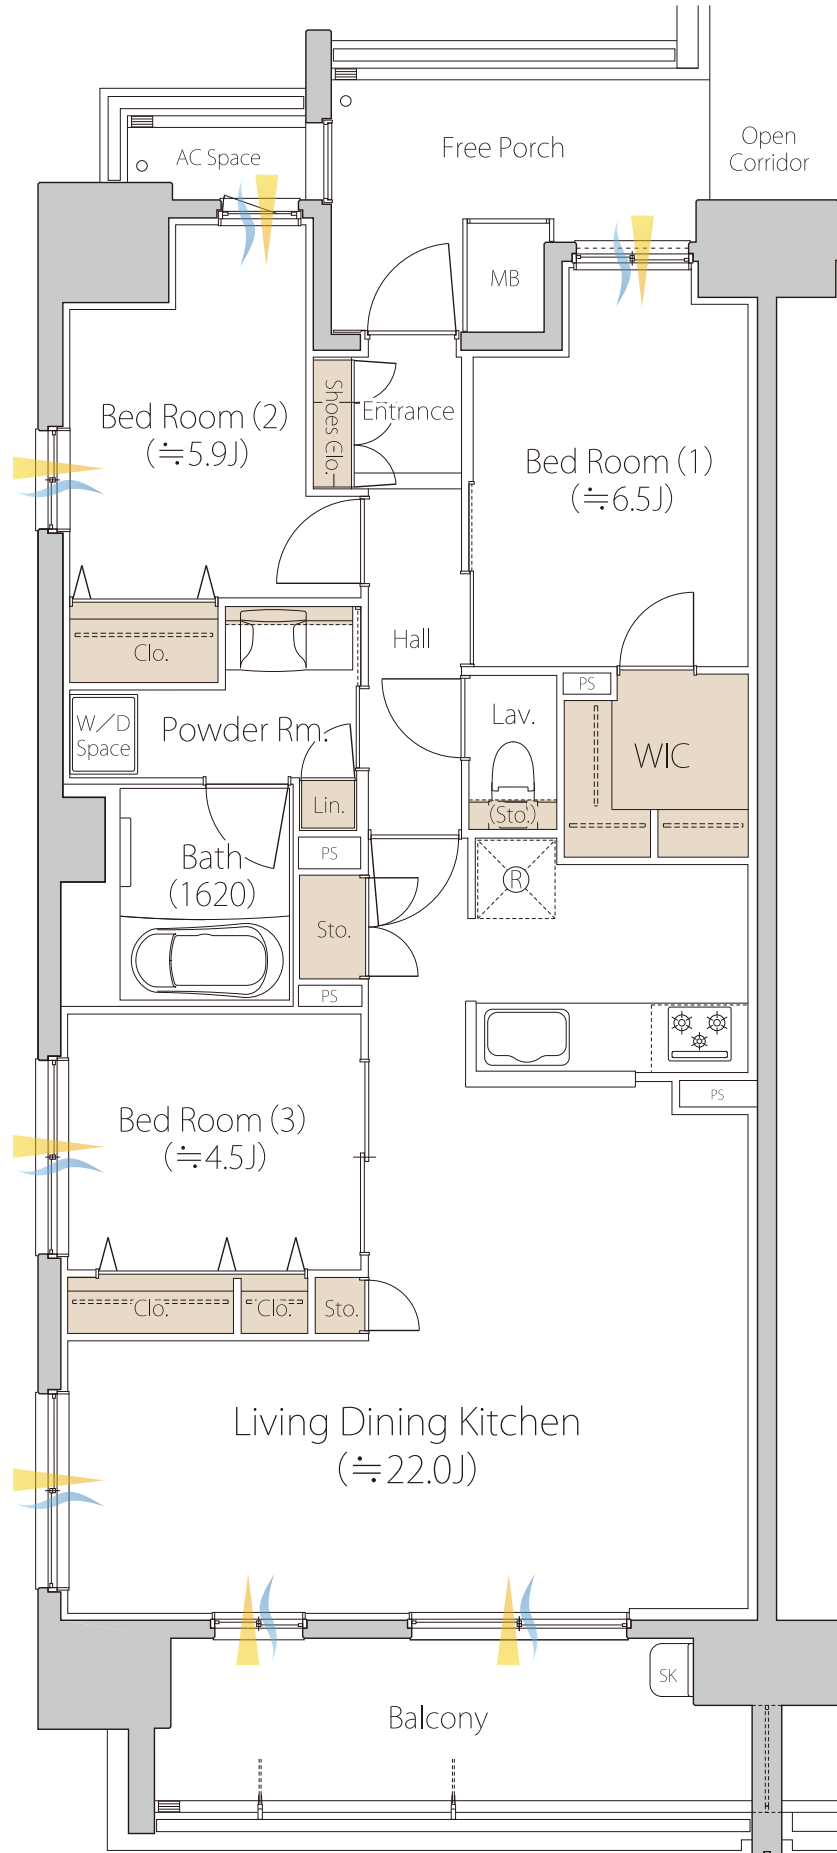 Open
Corridor
Free Porch
AC Space
MB
Bed Room (2)
(≒5.9J)
Shoes Clo.
Entrance
Bed Room (1)
(≒6.5J)
Hall
Clo.
PS
W/D
Space
Powder Rm.
Lav.
WIC
Lin.
(Sto.)
Bath
(1620)
PS
R
Sto.
PS
PS
Bed Room (3)
(≒4.5J)
Clo.
Clo.
Sto.
Living Dining Kitchen
(≒22.0J)
SK
Balcony